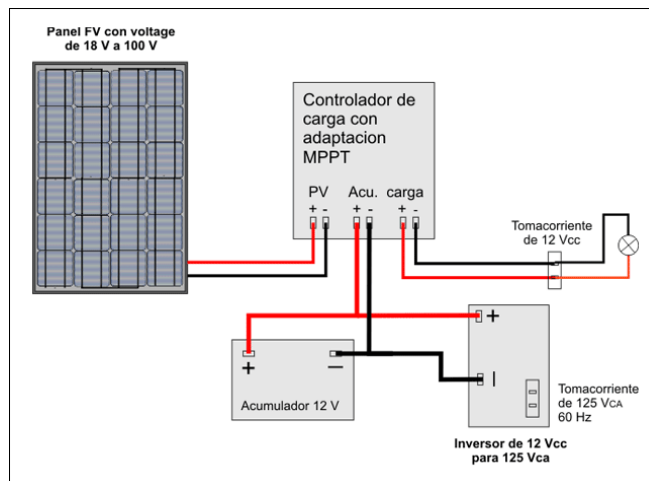 Panel FV con voltage
de 18 V a 100 V
Controlador de
carga con
adaptacion
MPPT
PV Acu. carga
+ - + - + -
Tomacorriente
de 12 Vcc
+ −
Acumulador 12 V
+
−
Tomacorriente
de 125 VCA
60 Hz
Inversor de 12 Vcc
para 125 Vca